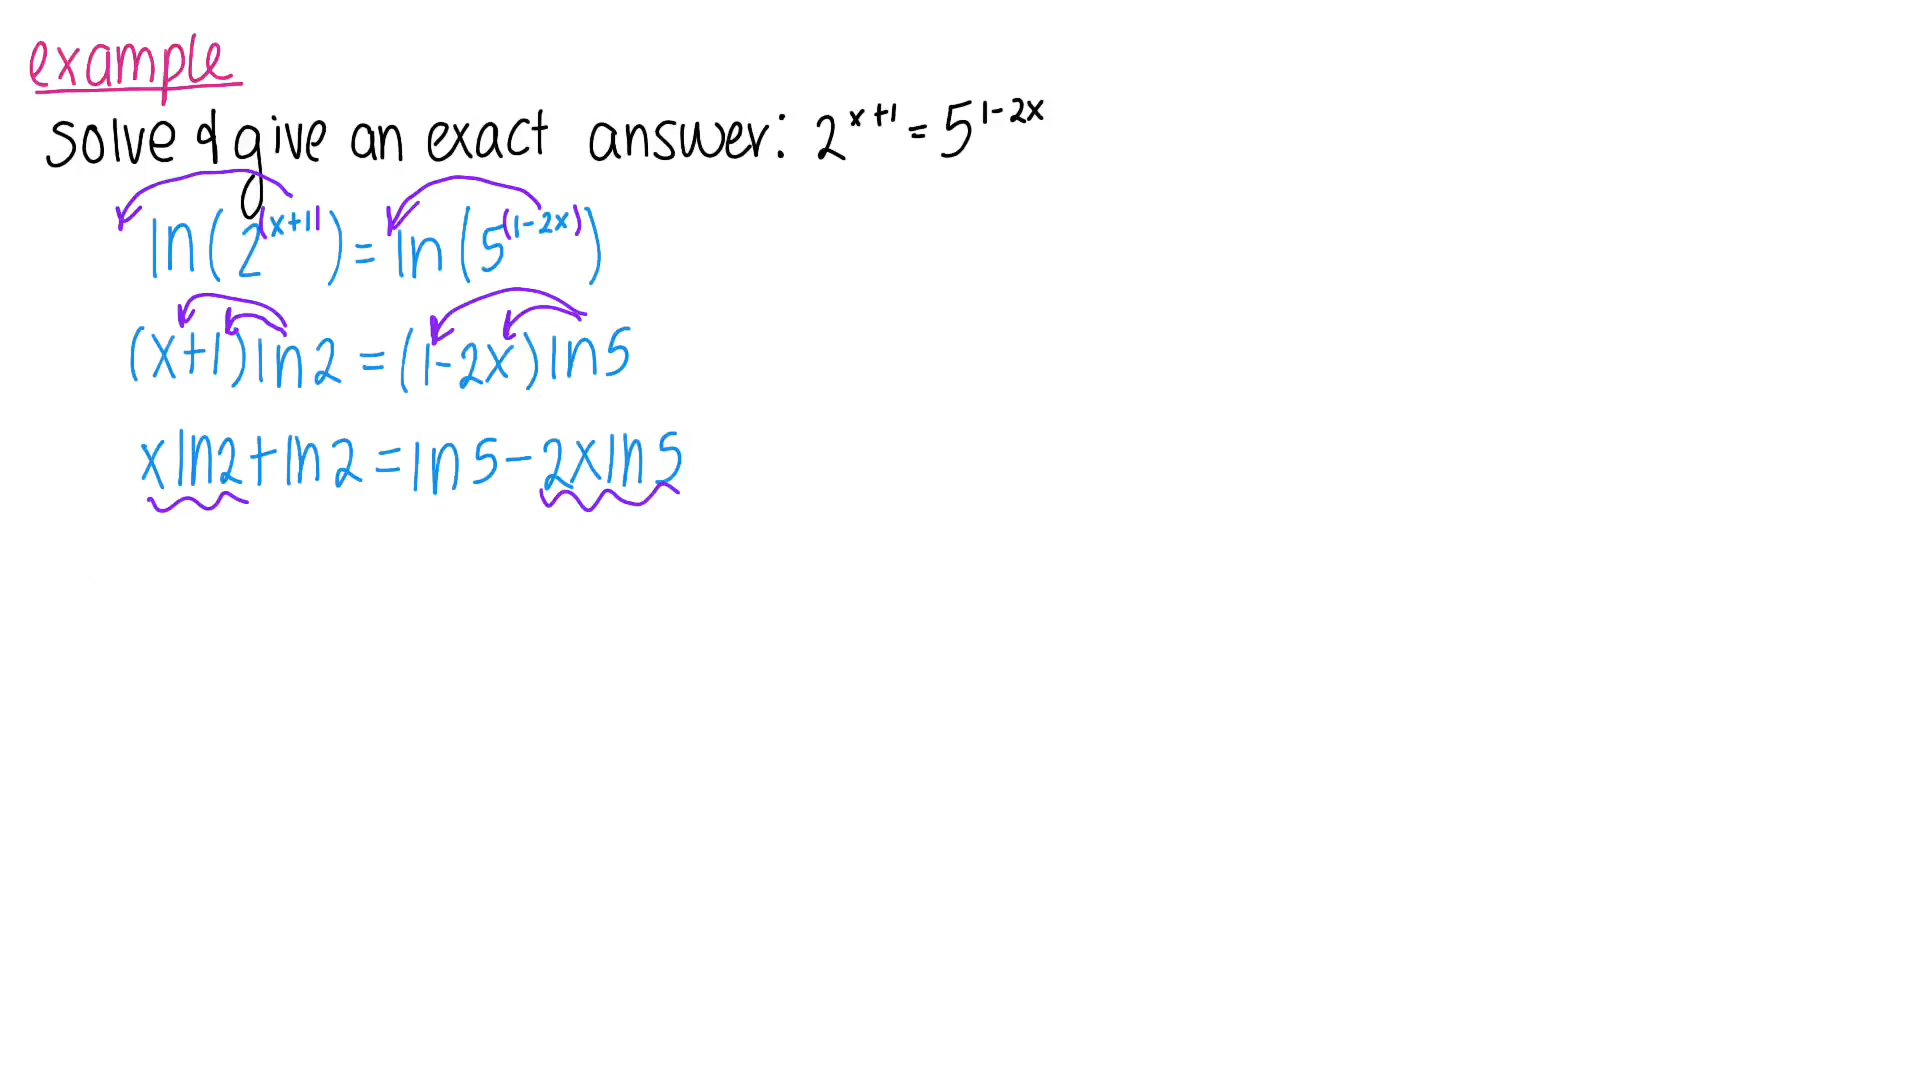 example
solve & give an exact answer: 2^{x+1} = 5^{1-2x}
ln(2^{(x+1)}) = ln(5^{(1-2x)})
(x+1)ln2 = (1-2x)ln5
xln2+ln2 = ln5-2xln5